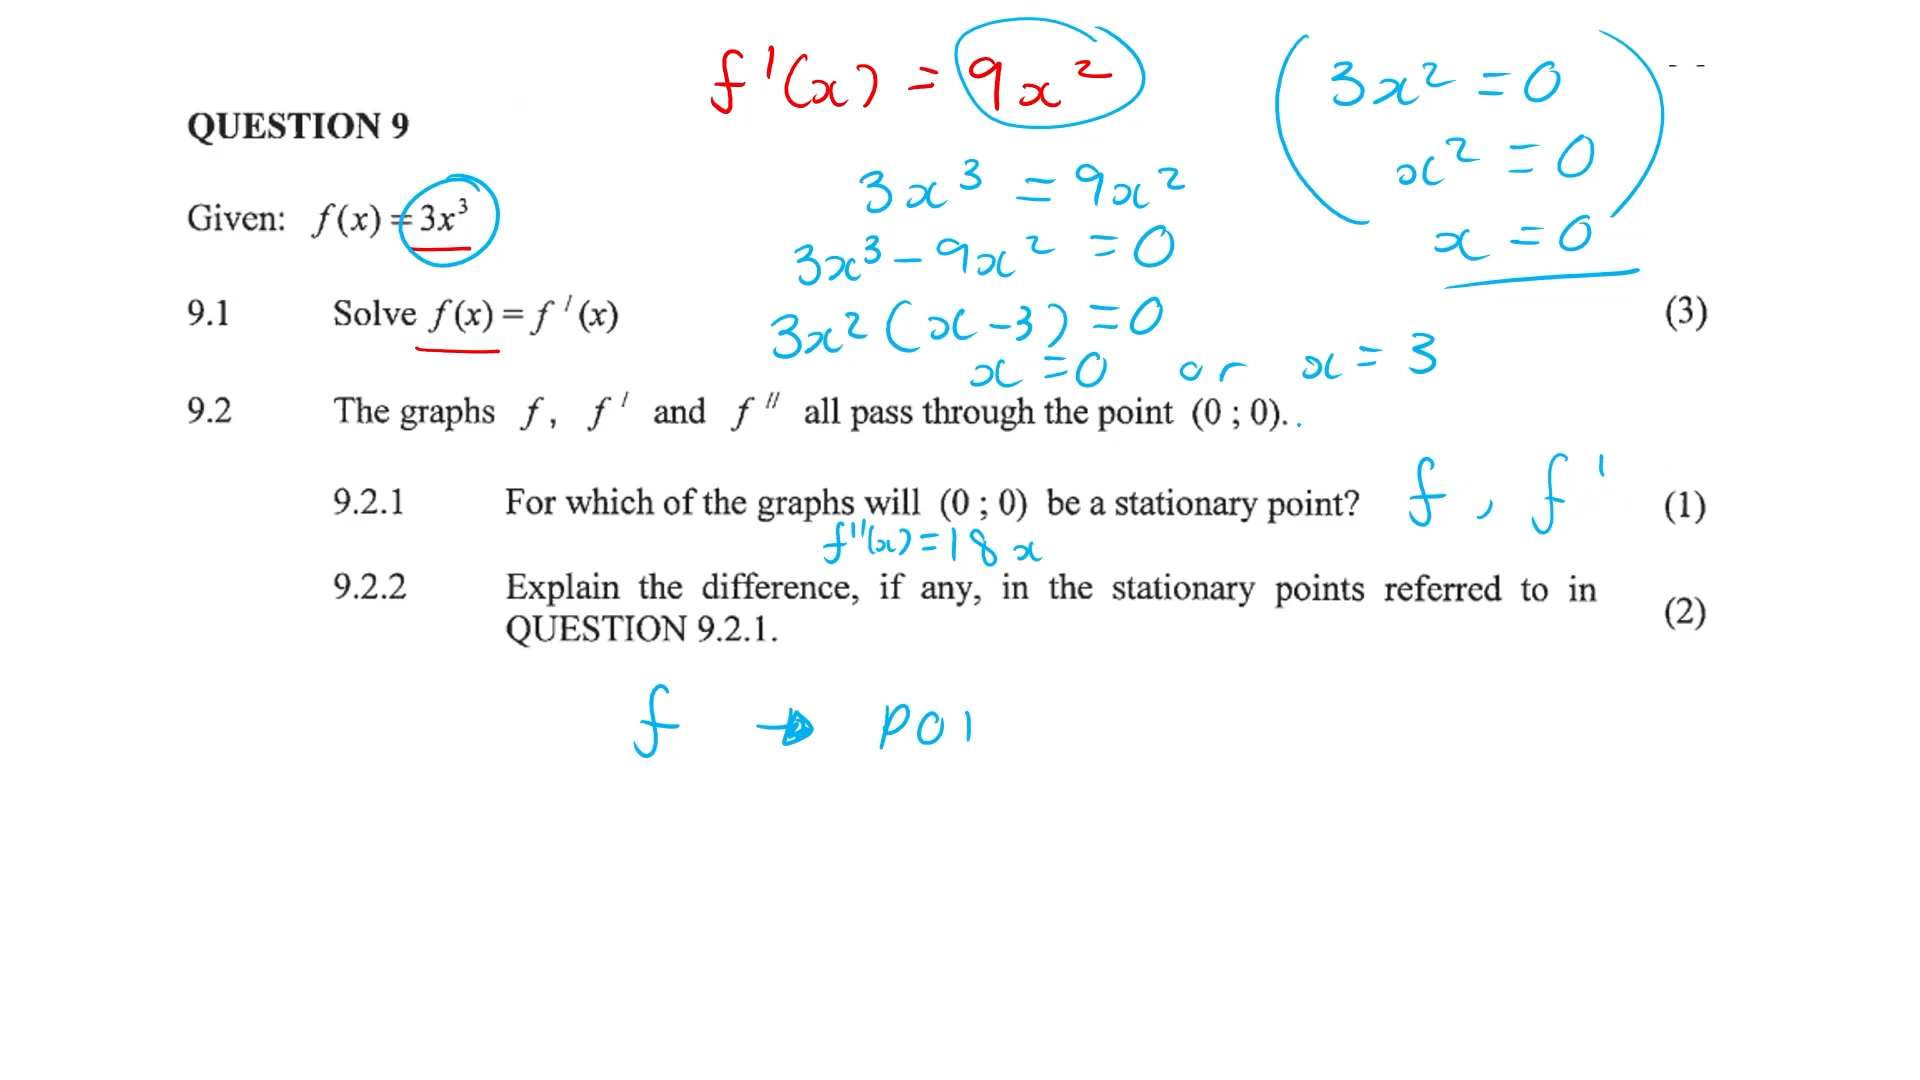 f'(x) = 9x²
3x² = 0
x² = 0
x = 0
QUESTION 9
Given: f(x) = 3x³
3x³ = 9x²
3x³ – 9x² = 0
9.1 Solve f(x) = f′(x) (3)
3x² (x – 3) = 0
x = 0 or x = 3
9.2 The graphs f, f′ and f″ all pass through the point (0 ; 0).
9.2.1 For which of the graphs will (0 ; 0) be a stationary point? f, f' (1)
f''(x) = 18x
9.2.2 Explain the difference, if any, in the stationary points referred to in
QUESTION 9.2.1. (2)
f → POI